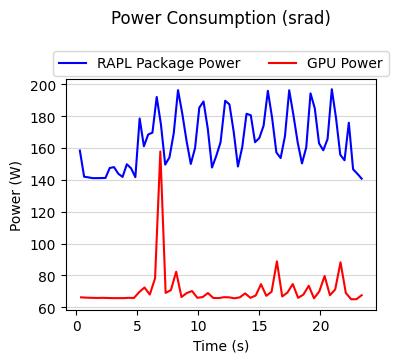 Power Consumption (srad)
RAPL Package Power
GPU Power
200
180
160
140
120
100
80
60
Power (W)
0
5
10
15
20
Time (s)